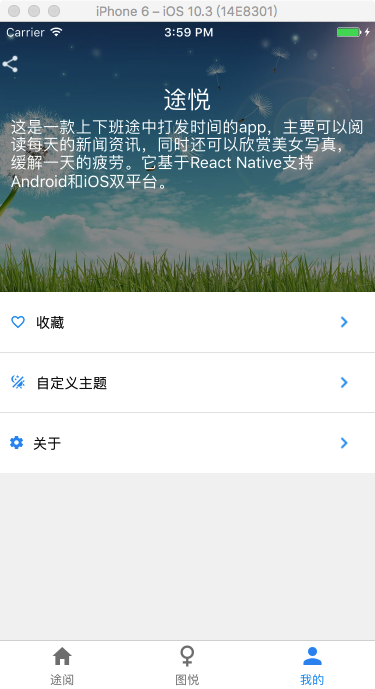 iPhone 6 – iOS 10.3 (14E8301)
Carrier 3:59 PM
途悦
这是一款上下班途中打发时间的app，主要可以阅
读每天的新闻资讯，同时还可以欣赏美女写真，
缓解一天的疲劳。它基于React Native支持
Android和iOS双平台。
收藏
自定义主题
关于
途阅 图悦 我的